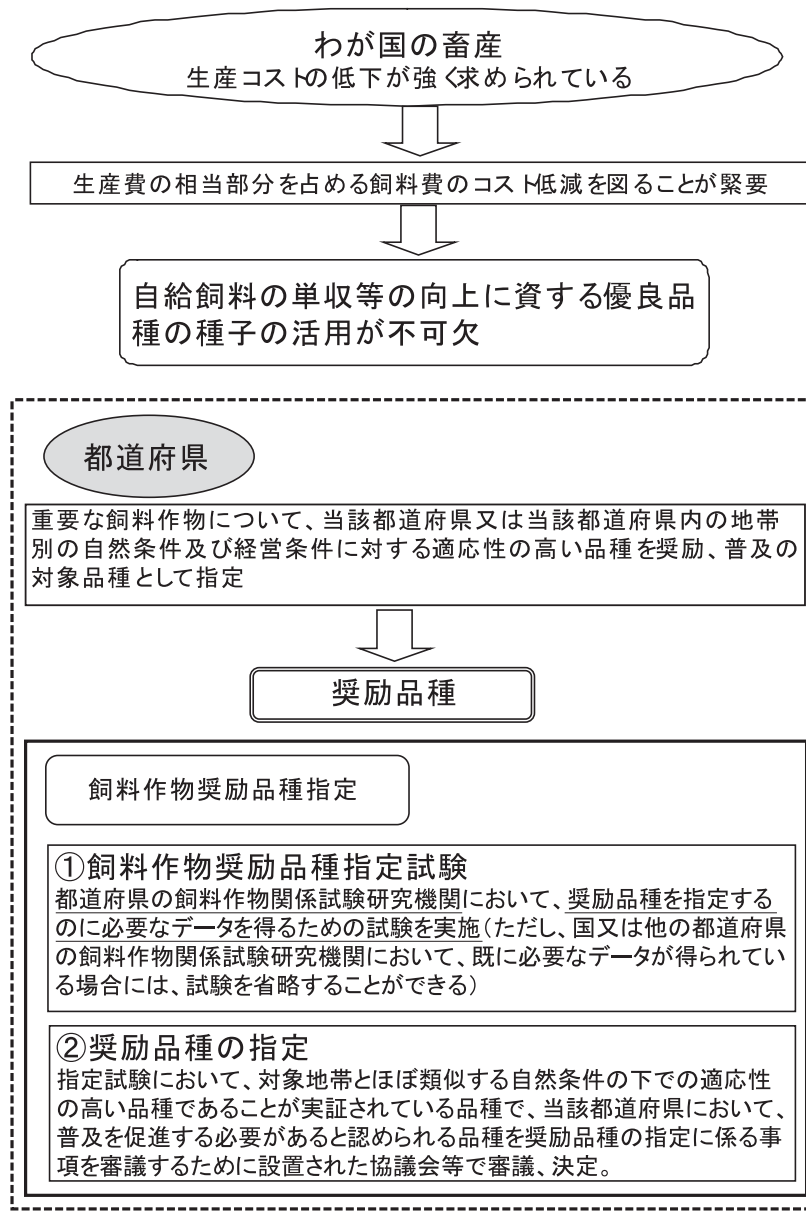 わが国の畜産
生産コストの低下が強く求められている
生産費の相当部分を占める飼料費のコスト低減を図ることが緊要
自給飼料の単収等の向上に資する優良品
種の種子の活用が不可欠
都道府県
重要な飼料作物について、当該都道府県又は当該都道府県内の地帯
別の自然条件及び経営条件に対する適応性の高い品種を奨励、普及の
対象品種として指定
奨励品種
飼料作物奨励品種指定
①飼料作物奨励品種指定試験
都道府県の飼料作物関係試験研究機関において、奨励品種を指定する
のに必要なデータを得るための試験を実施(ただし、国又は他の都道府県
の飼料作物関係試験研究機関において、既に必要なデータが得られてい
る場合には、試験を省略することができる)
②奨励品種の指定
指定試験において、対象地帯とほぼ類似する自然条件の下での適応性
の高い品種であることが実証されている品種で、当該都道府県において、
普及を促進する必要があると認められる品種を奨励品種の指定に係る事
項を審議するために設置された協議会等で審議、決定。